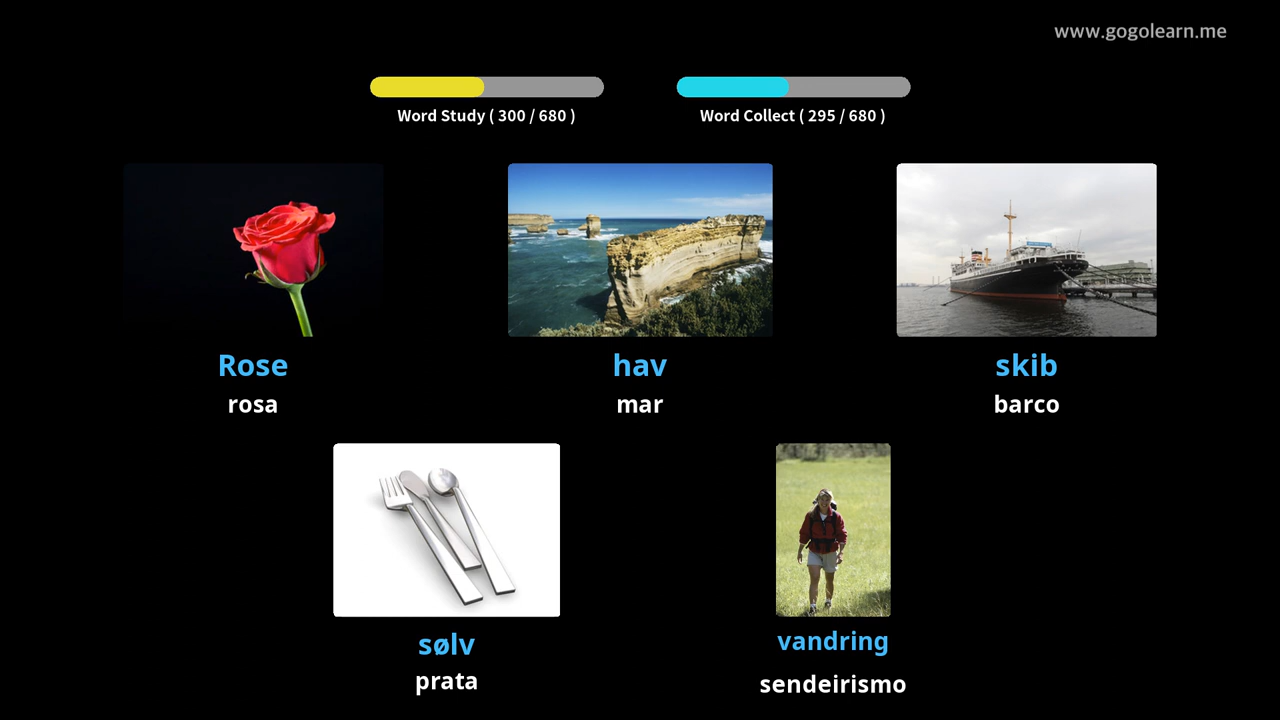 www.gogolearn.me
Word Study ( 300 / 680 )
Word Collect ( 295 / 680 )
Rose
rosa
hav
mar
skib
barco
sølv
prata
vandring
sendeirismo